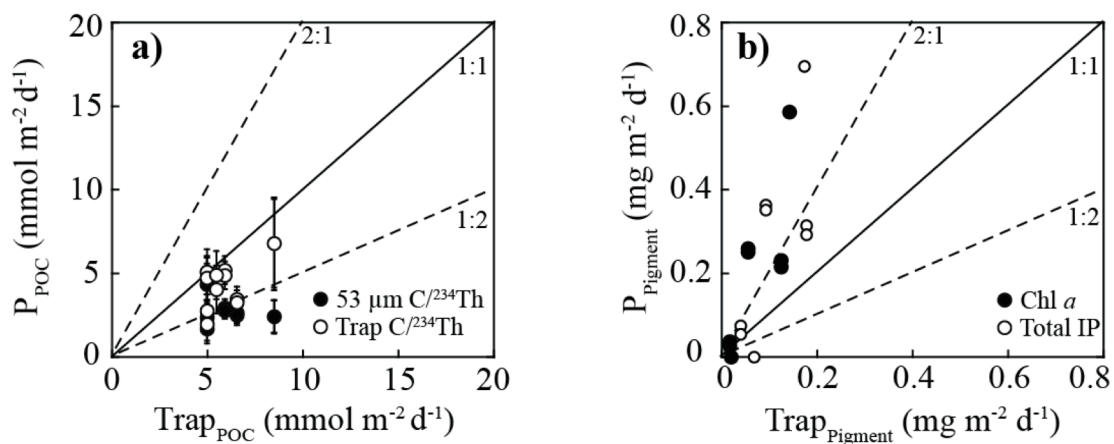 a)
20
15
10
5
0
0 5 10 15 20
2:1
1:1
1:2
P_POC (mmol m⁻² d⁻¹)
Trap_POC (mmol m⁻² d⁻¹)
53 µm C/²³⁴Th
Trap C/²³⁴Th
b)
0.8
0.6
0.4
0.2
0
0 0.2 0.4 0.6 0.8
2:1
1:1
1:2
P_Pigment (mg m⁻² d⁻¹)
Trap_Pigment (mg m⁻² d⁻¹)
Chl a
Total IP